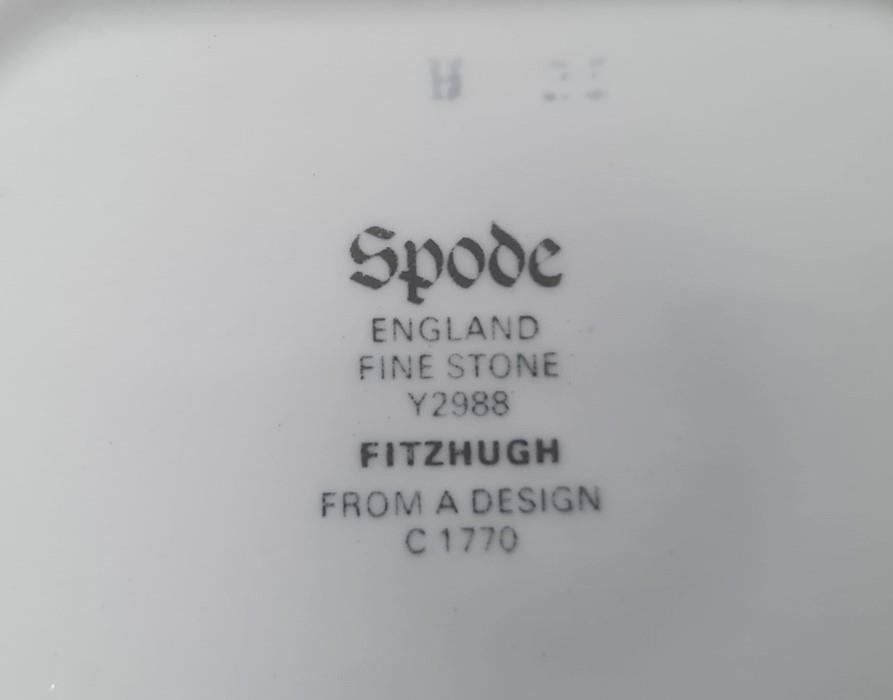 Spode
ENGLAND
FINE STONE
Y2988
FITZHUGH
FROM A DESIGN
C 1770